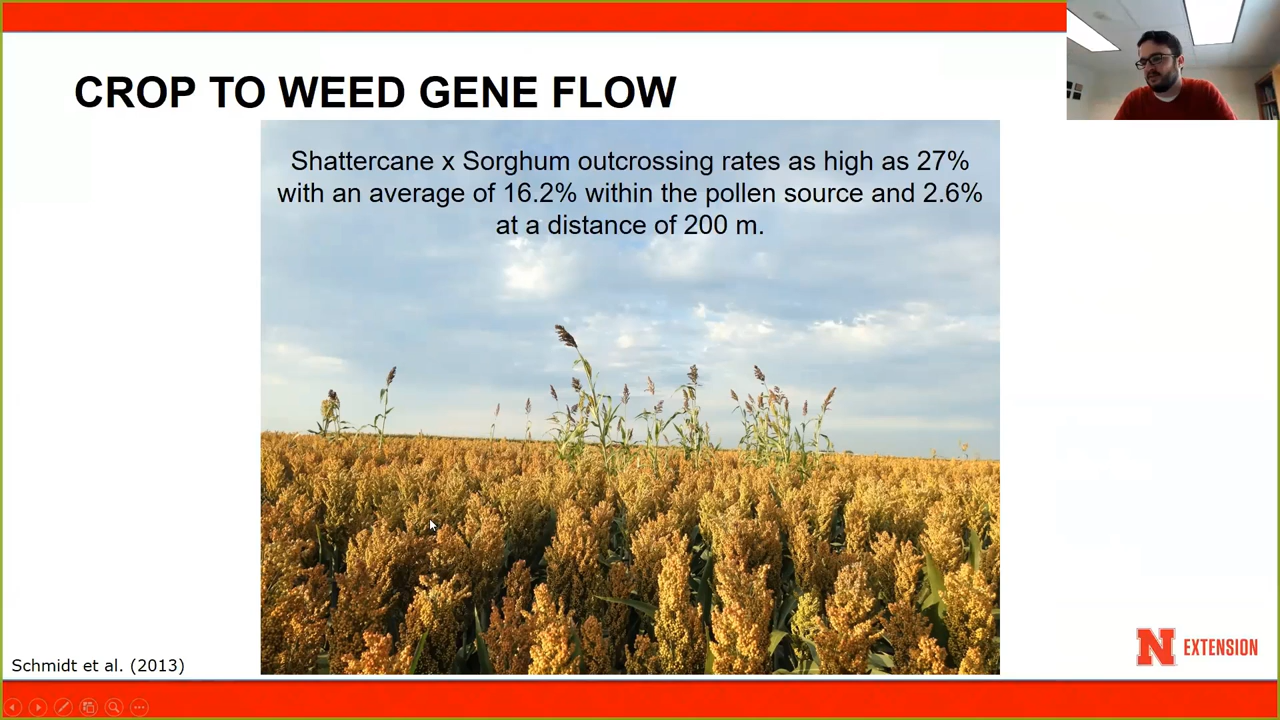 CROP TO WEED GENE FLOW
Shattercane x Sorghum outcrossing rates as high as 27%
with an average of 16.2% within the pollen source and 2.6%
at a distance of 200 m.
Schmidt et al. (2013)
N EXTENSION